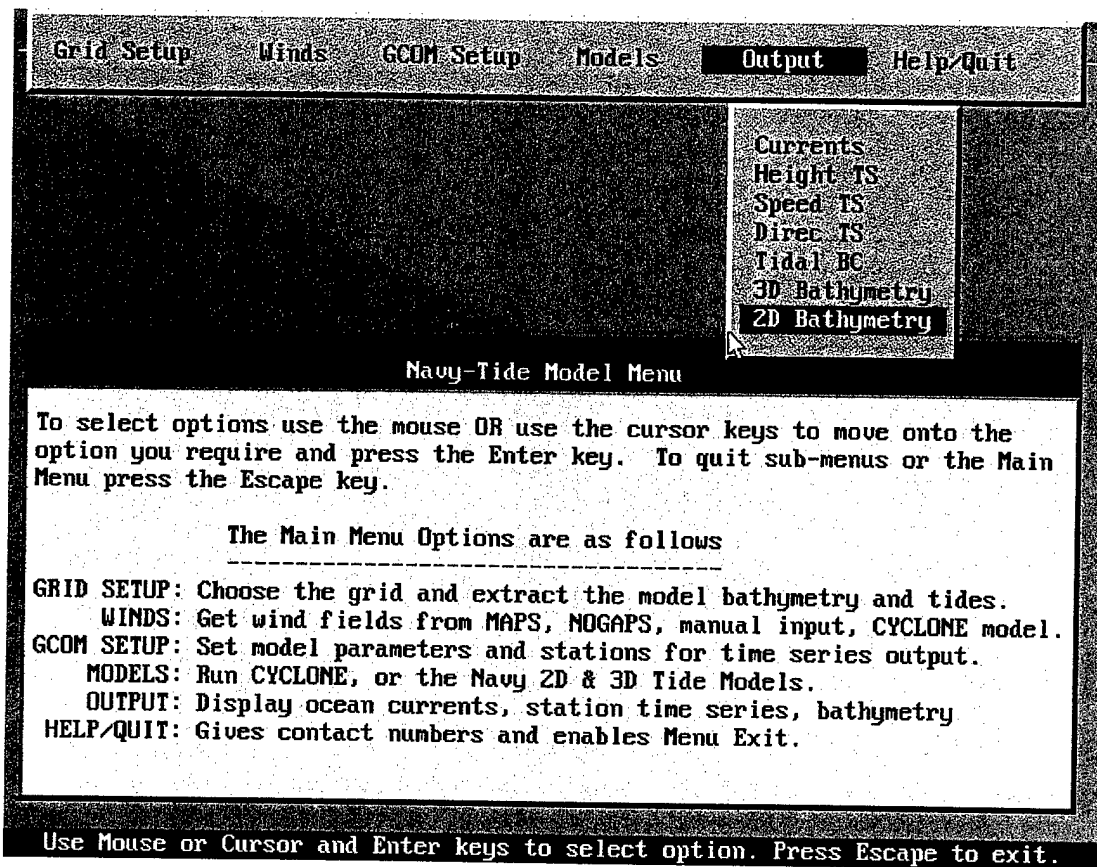 Grid Setup Winds GCOM Setup Models Output Help/Quit
Currents
Height TS
Speed TS
Direc TS
Tidal BC
3D Bathymetry
2D Bathymetry
Navy-Tide Model Menu
To select options use the mouse OR use the cursor keys to move onto the
option you require and press the Enter key. To quit sub-menus or the Main
Menu press the Escape key.
The Main Menu Options are as follows
------------------------------------
GRID SETUP: Choose the grid and extract the model bathymetry and tides.
WINDS: Get wind fields from MAPS, NOGAPS, manual input, CYCLONE model.
GCOM SETUP: Set model parameters and stations for time series output.
MODELS: Run CYCLONE, or the Navy 2D & 3D Tide Models.
OUTPUT: Display ocean currents, station time series, bathymetry
HELP/QUIT: Gives contact numbers and enables Menu Exit.
Use Mouse or Cursor and Enter keys to select option. Press Escape to exit.